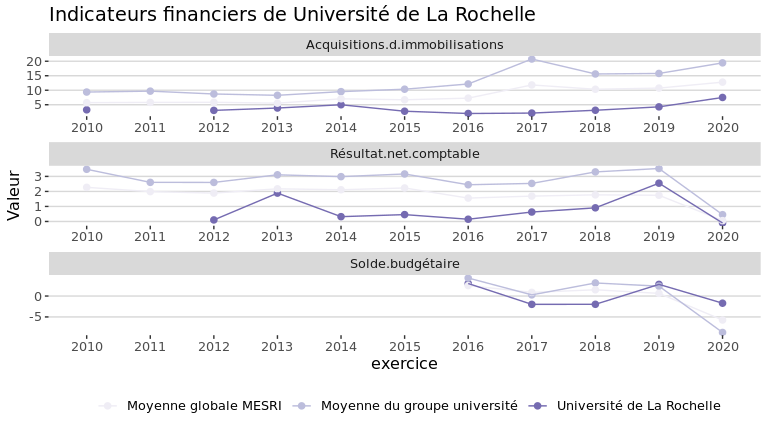 Indicateurs financiers de Université de La Rochelle
Acquisitions.d.immobilisations
20
15
10
5
2010 2011 2012 2013 2014 2015 2016 2017 2018 2019 2020
Résultat.net.comptable
3
2
1
0
2010 2011 2012 2013 2014 2015 2016 2017 2018 2019 2020
Solde.budgétaire
0
-5
2010 2011 2012 2013 2014 2015 2016 2017 2018 2019 2020
Valeur
exercice
Moyenne globale MESRI Moyenne du groupe université Université de La Rochelle